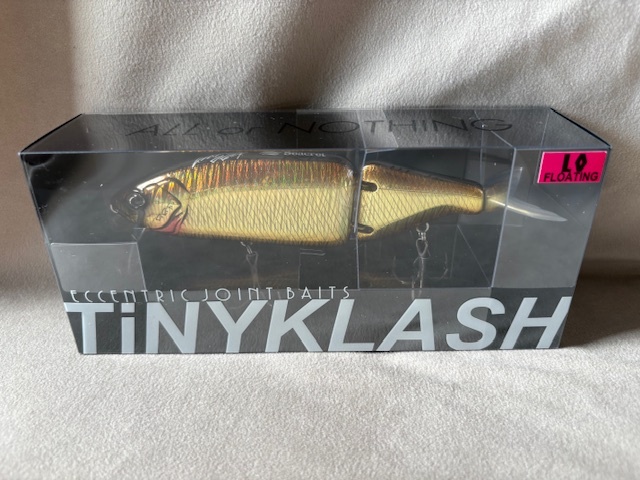 ALL or NOTHING
LO
FLOATING
ECCENTRIC JOINT BAITS
TiNYKLASH